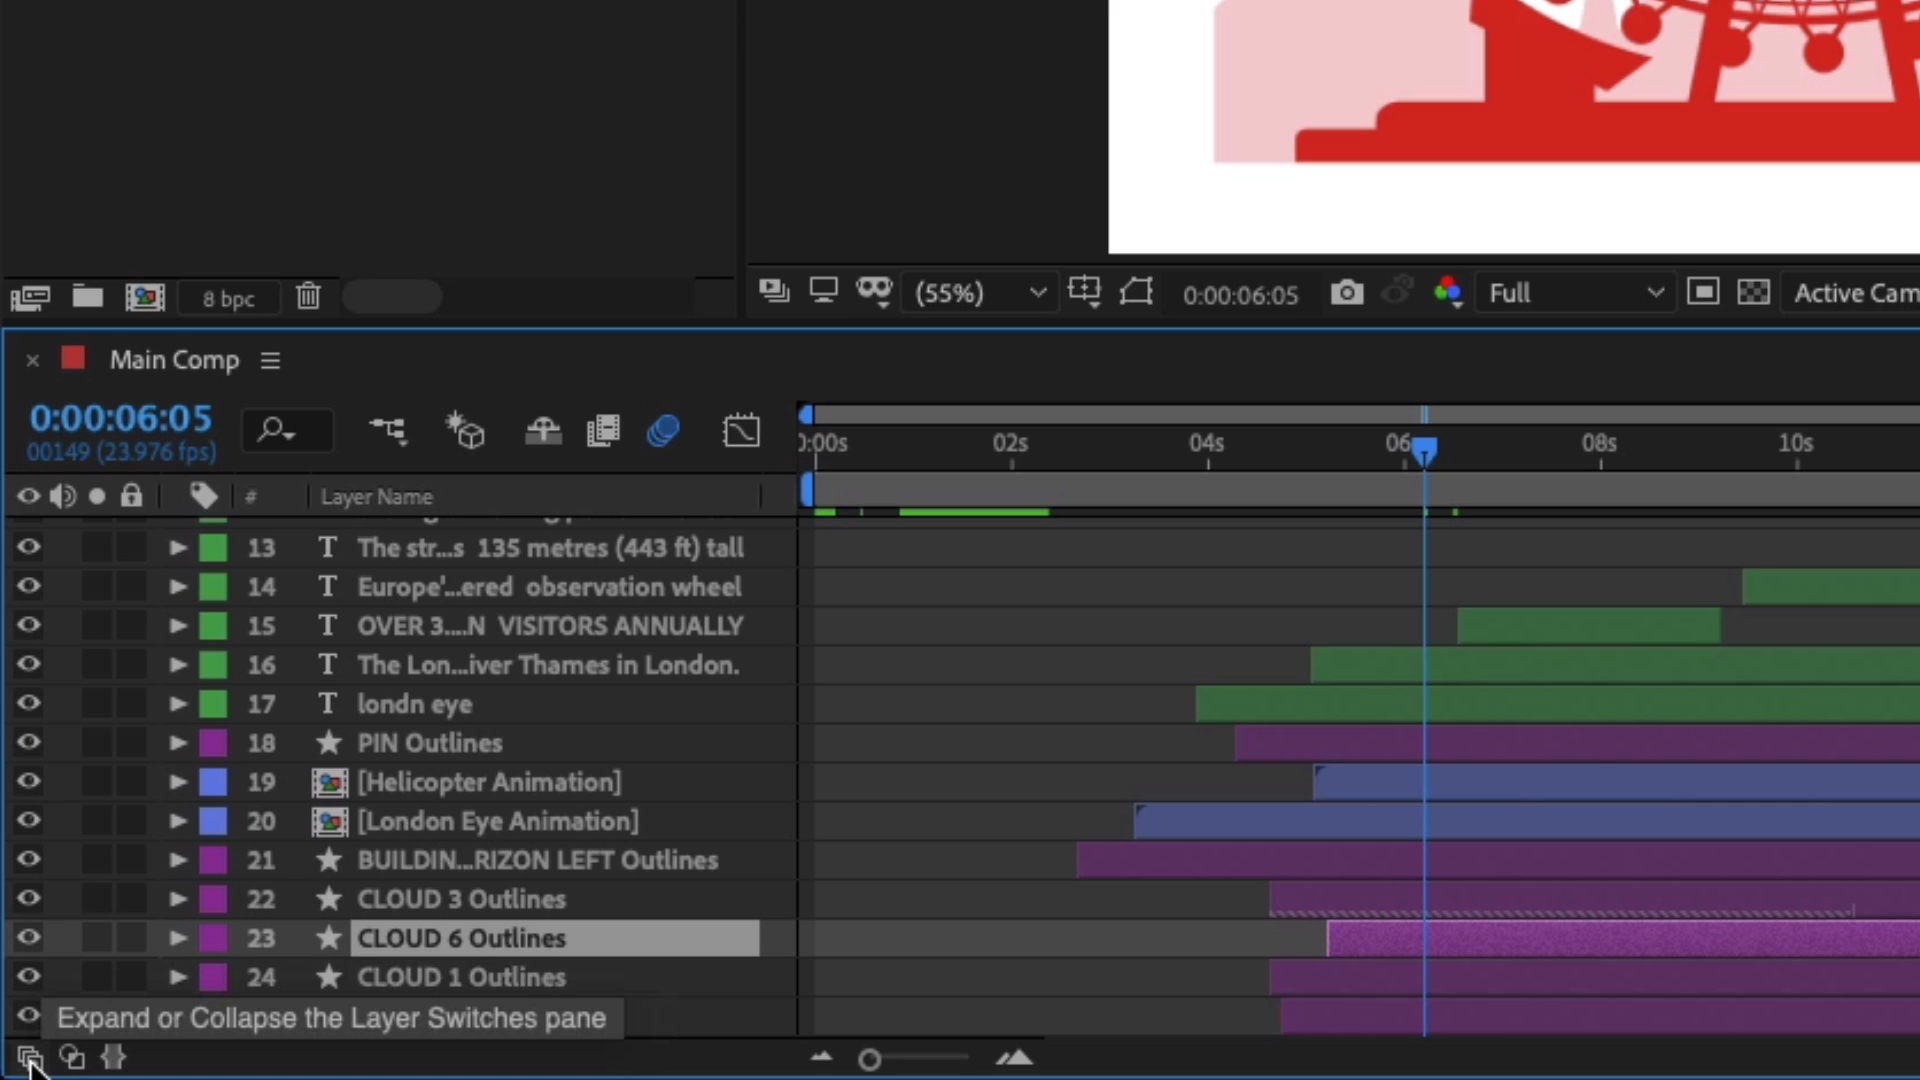 8 bpc
(55%)
0:00:06:05
Full
Active Cam
Main Comp
0:00:06:05
00149 (23.976 fps)
0:00s
02s
04s
06
08s
10s
#
Layer Name
13 T The str...s 135 metres (443 ft) tall
14 T Europe'...ered observation wheel
15 T OVER 3....N VISITORS ANNUALLY
16 T The Lon...iver Thames in London.
17 T londn eye
18 PIN Outlines
19 [Helicopter Animation]
20 [London Eye Animation]
21 BUILDIN...RIZON LEFT Outlines
22 CLOUD 3 Outlines
23 CLOUD 6 Outlines
24 CLOUD 1 Outlines
Expand or Collapse the Layer Switches pane